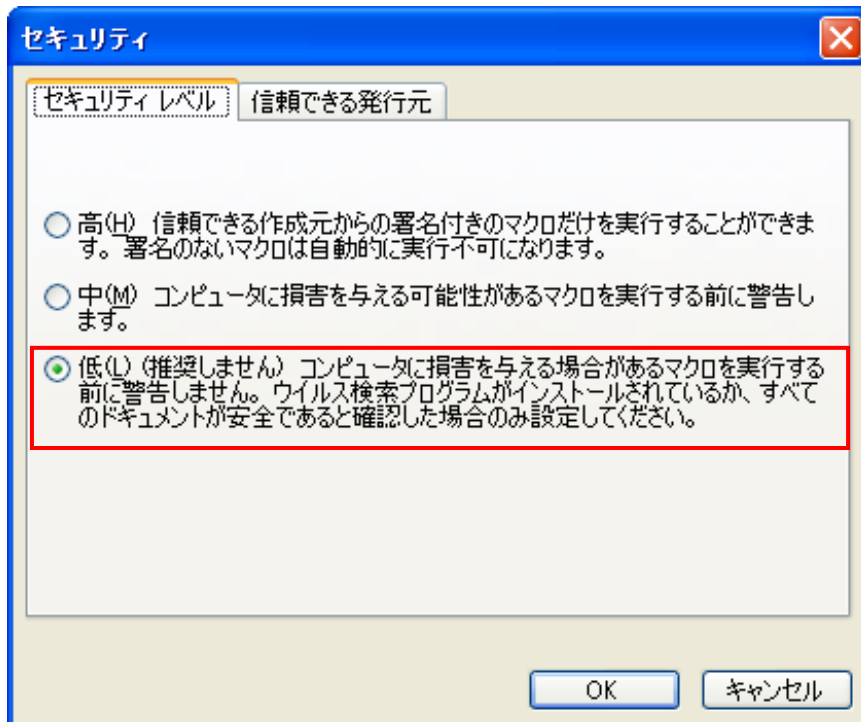 セキュリティ
セキュリティ レベル 信頼できる発行元
高(H) 信頼できる作成元からの署名付きのマクロだけを実行することができま
す。署名のないマクロは自動的に実行不可になります。
中(M) コンピュータに損害を与える可能性があるマクロを実行する前に警告し
ます。
低(L) (推奨しません) コンピュータに損害を与える場合があるマクロを実行する
前に警告しません。ウイルス検索プログラムがインストールされているか、すべて
のドキュメントが安全であると確認した場合のみ設定してください。
OK キャンセル